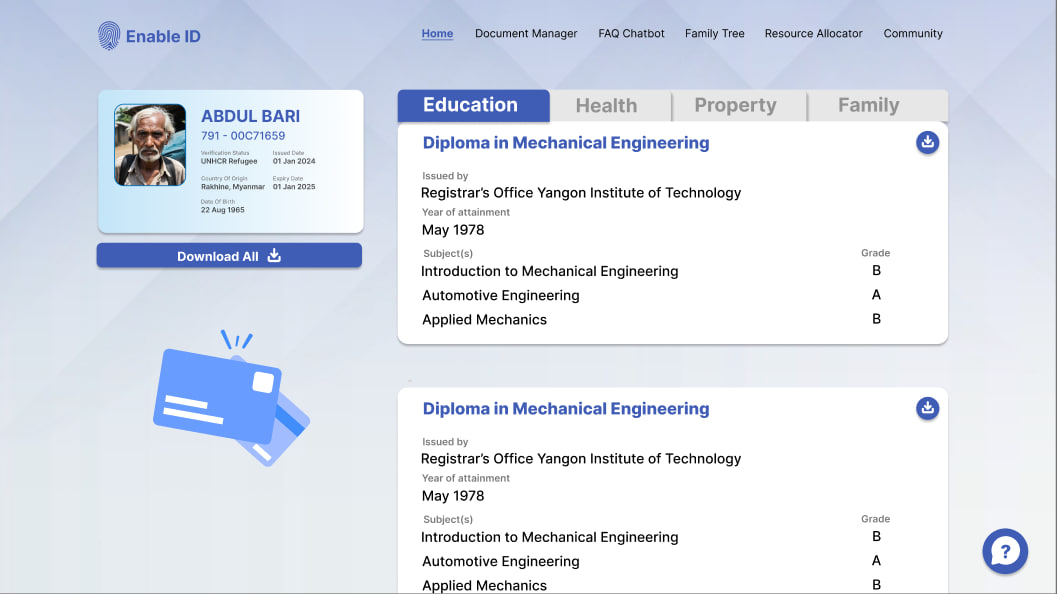 Enable ID
Home Document Manager FAQ Chatbot Family Tree Resource Allocator Community
ABDUL BARI
791 - 00C71659
Verification Status Issued Date
UNHCR Refugee 01 Jan 2024
Country Of Origin Expiry Date
Rakhine, Myanmar 01 Jan 2025
Date Of Birth
22 Aug 1965
Download All
Education Health Property Family
Diploma in Mechanical Engineering
Issued by
Registrar’s Office Yangon Institute of Technology
Year of attainment
May 1978
Subject(s) Grade
Introduction to Mechanical Engineering B
Automotive Engineering A
Applied Mechanics B
Diploma in Mechanical Engineering
Issued by
Registrar’s Office Yangon Institute of Technology
Year of attainment
May 1978
Subject(s) Grade
Introduction to Mechanical Engineering B
Automotive Engineering A
Applied Mechanics B
?